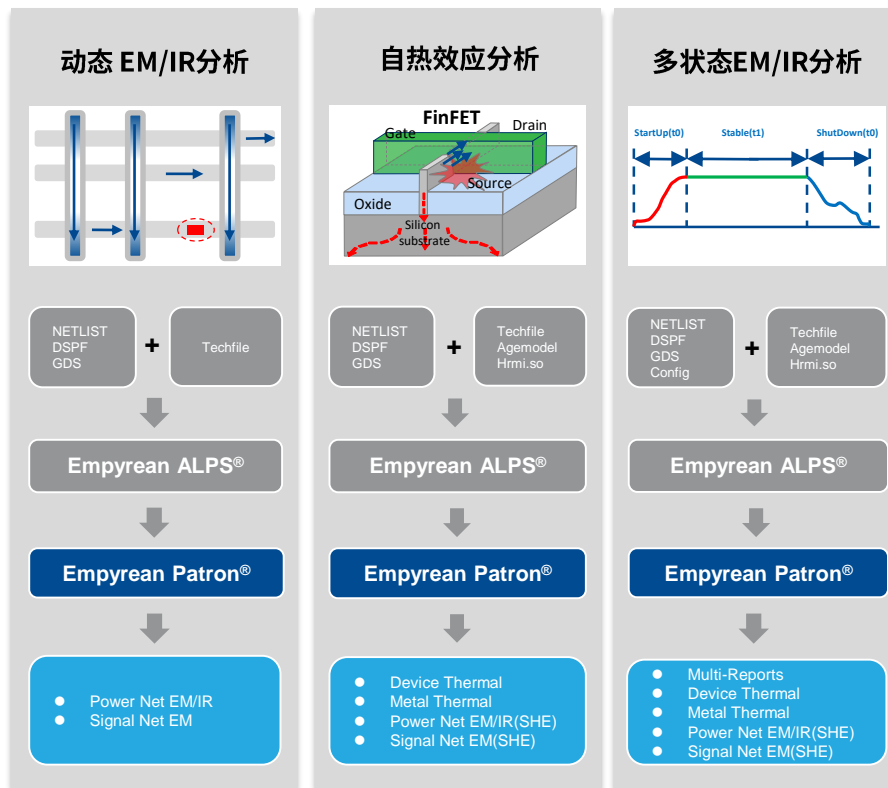 动态 EM/IR分析
NETLIST
DSPF
GDS
+
Techfile
Empyrean ALPS®
Empyrean Patron®
Power Net EM/IR
Signal Net EM
自热效应分析
FinFET
Gate
Drain
Source
Oxide
Silicon
substrate
NETLIST
DSPF
GDS
+
Techfile
Agemodel
Hrmi.so
Empyrean ALPS®
Empyrean Patron®
Device Thermal
Metal Thermal
Power Net EM/IR(SHE)
Signal Net EM(SHE)
多状态EM/IR分析
StartUp(t0)
Stable(t1)
ShutDown(t0)
NETLIST
DSPF
GDS
Config
+
Techfile
Agemodel
Hrmi.so
Empyrean ALPS®
Empyrean Patron®
Multi-Reports
Device Thermal
Metal Thermal
Power Net EM/IR(SHE)
Signal Net EM(SHE)